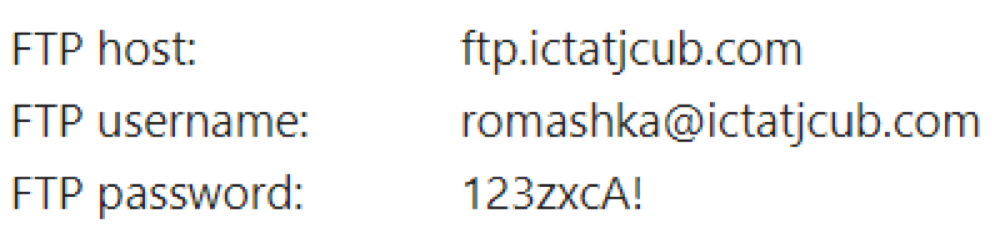 FTP host: ftp.ictatjcub.com
FTP username: romashka@ictatjcub.com
FTP password: 123zxcA!